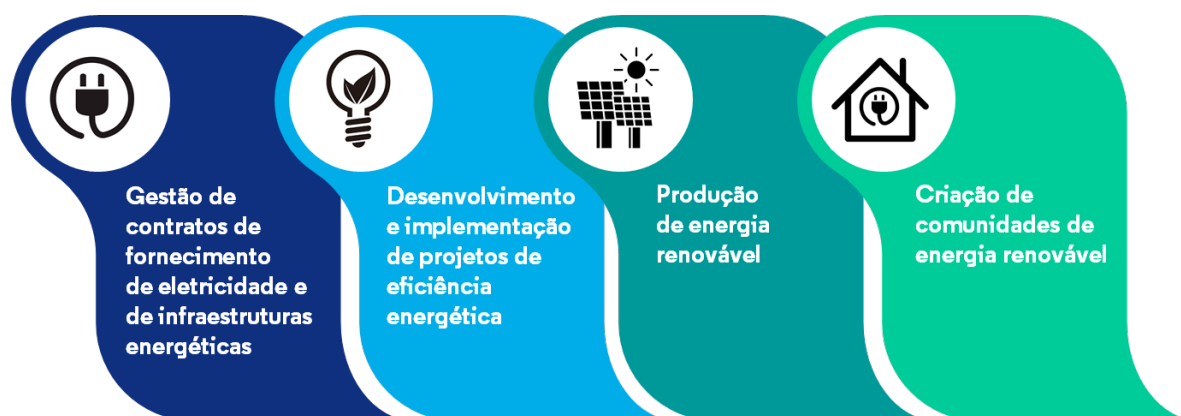 Gestão de
contratos de
fornecimento
de eletricidade e
de infraestruturas
energéticas
Desenvolvimento
e implementação
de projetos de
eficiência
energética
Produção
de energia
renovável
Criação de
comunidades de
energia renovável